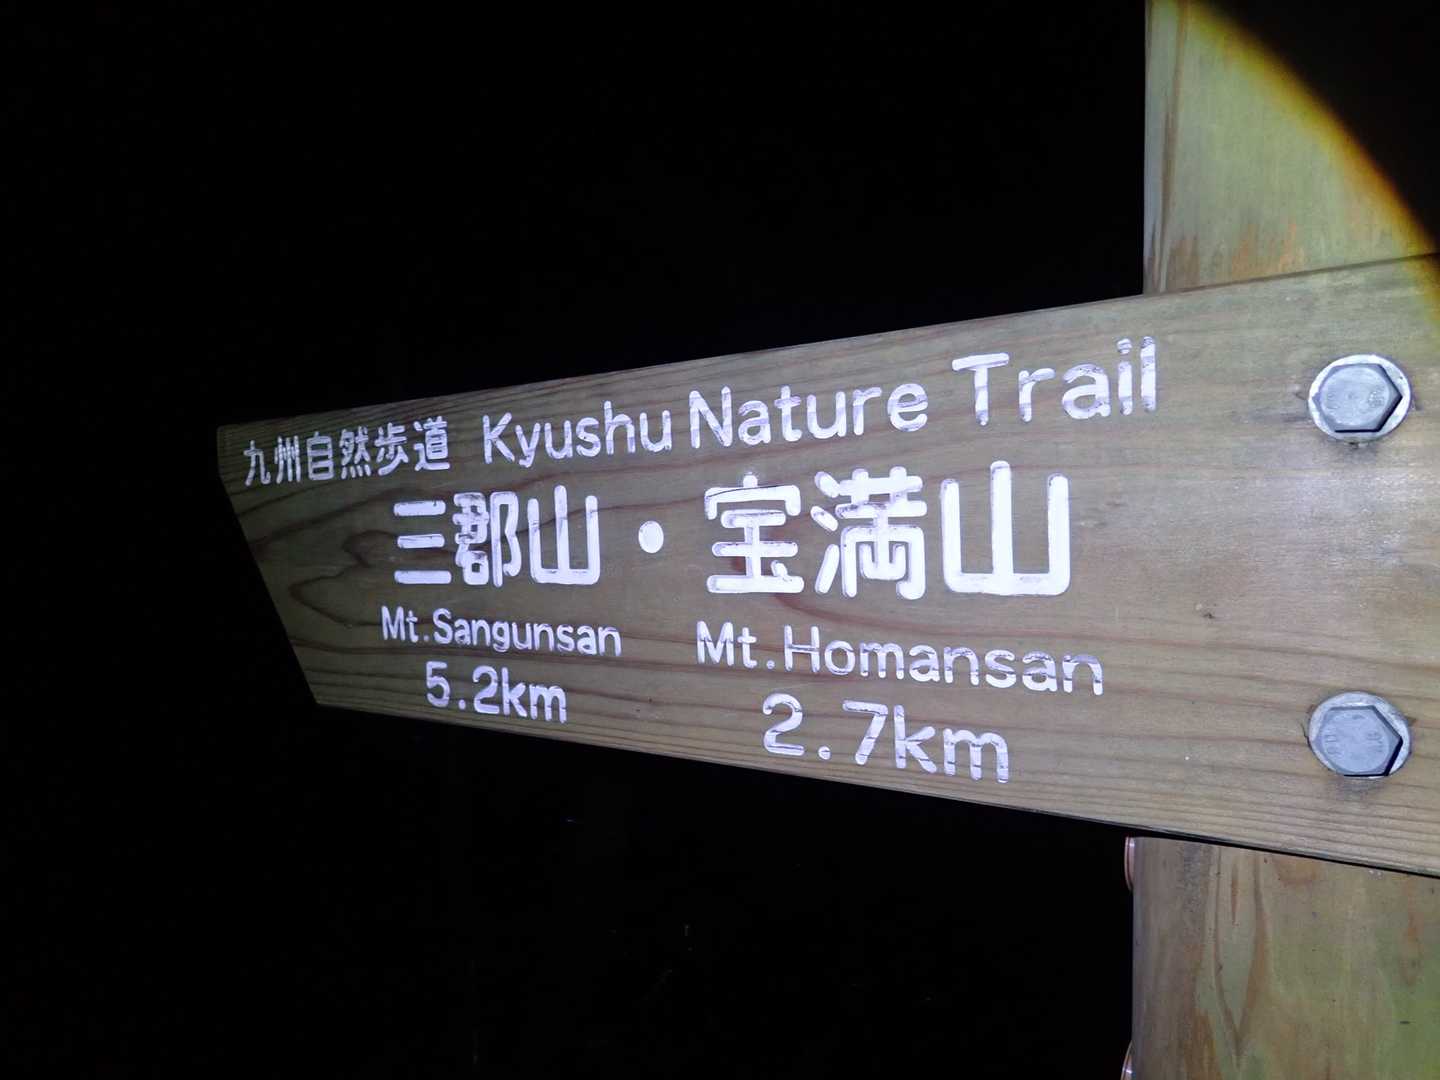 九州自然歩道 Kyushu Nature Trail
三郡山・宝満山
Mt.Sangunsan Mt.Homansan
5.2km 2.7km